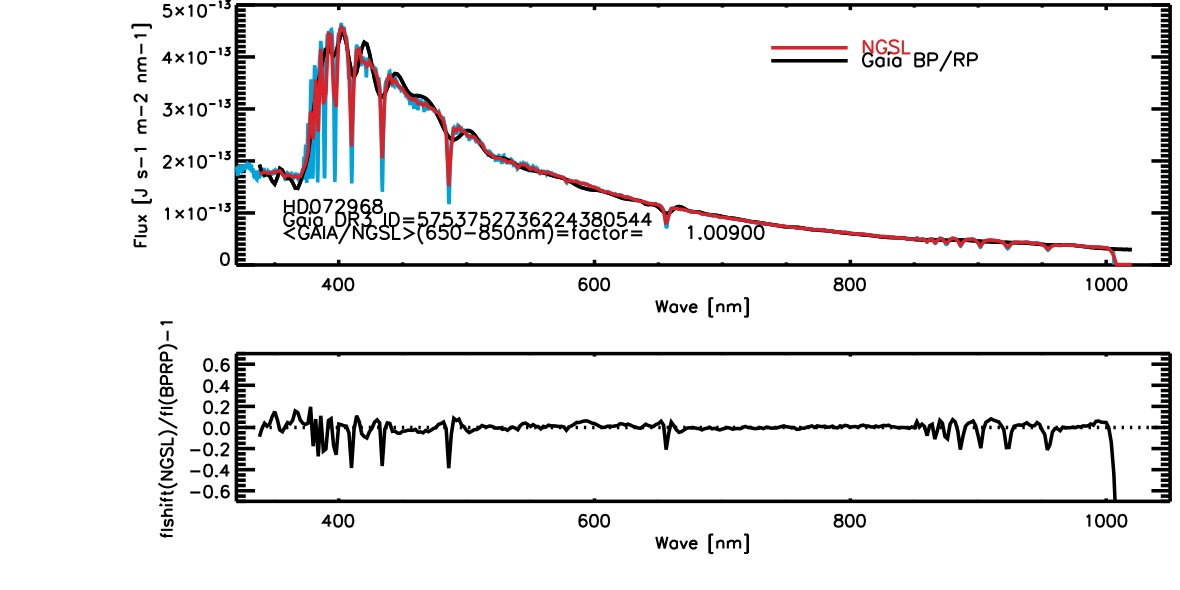 5×10−13
4×10−13
3×10−13
2×10−13
1×10−13
0
Flux [J s−1 m−2 nm−1]
NGSL
Gaia BP/RP
HD072968
Gaia DR3 ID=5753752736224380544
<GAIA/NGSL>(650−850nm)=factor= 1.00900
400 600 800 1000
Wave [nm]
flshift(NGSL)/fl(BPRP)−1
0.6
0.4
0.2
0.0
−0.2
−0.4
−0.6
400 600 800 1000
Wave [nm]